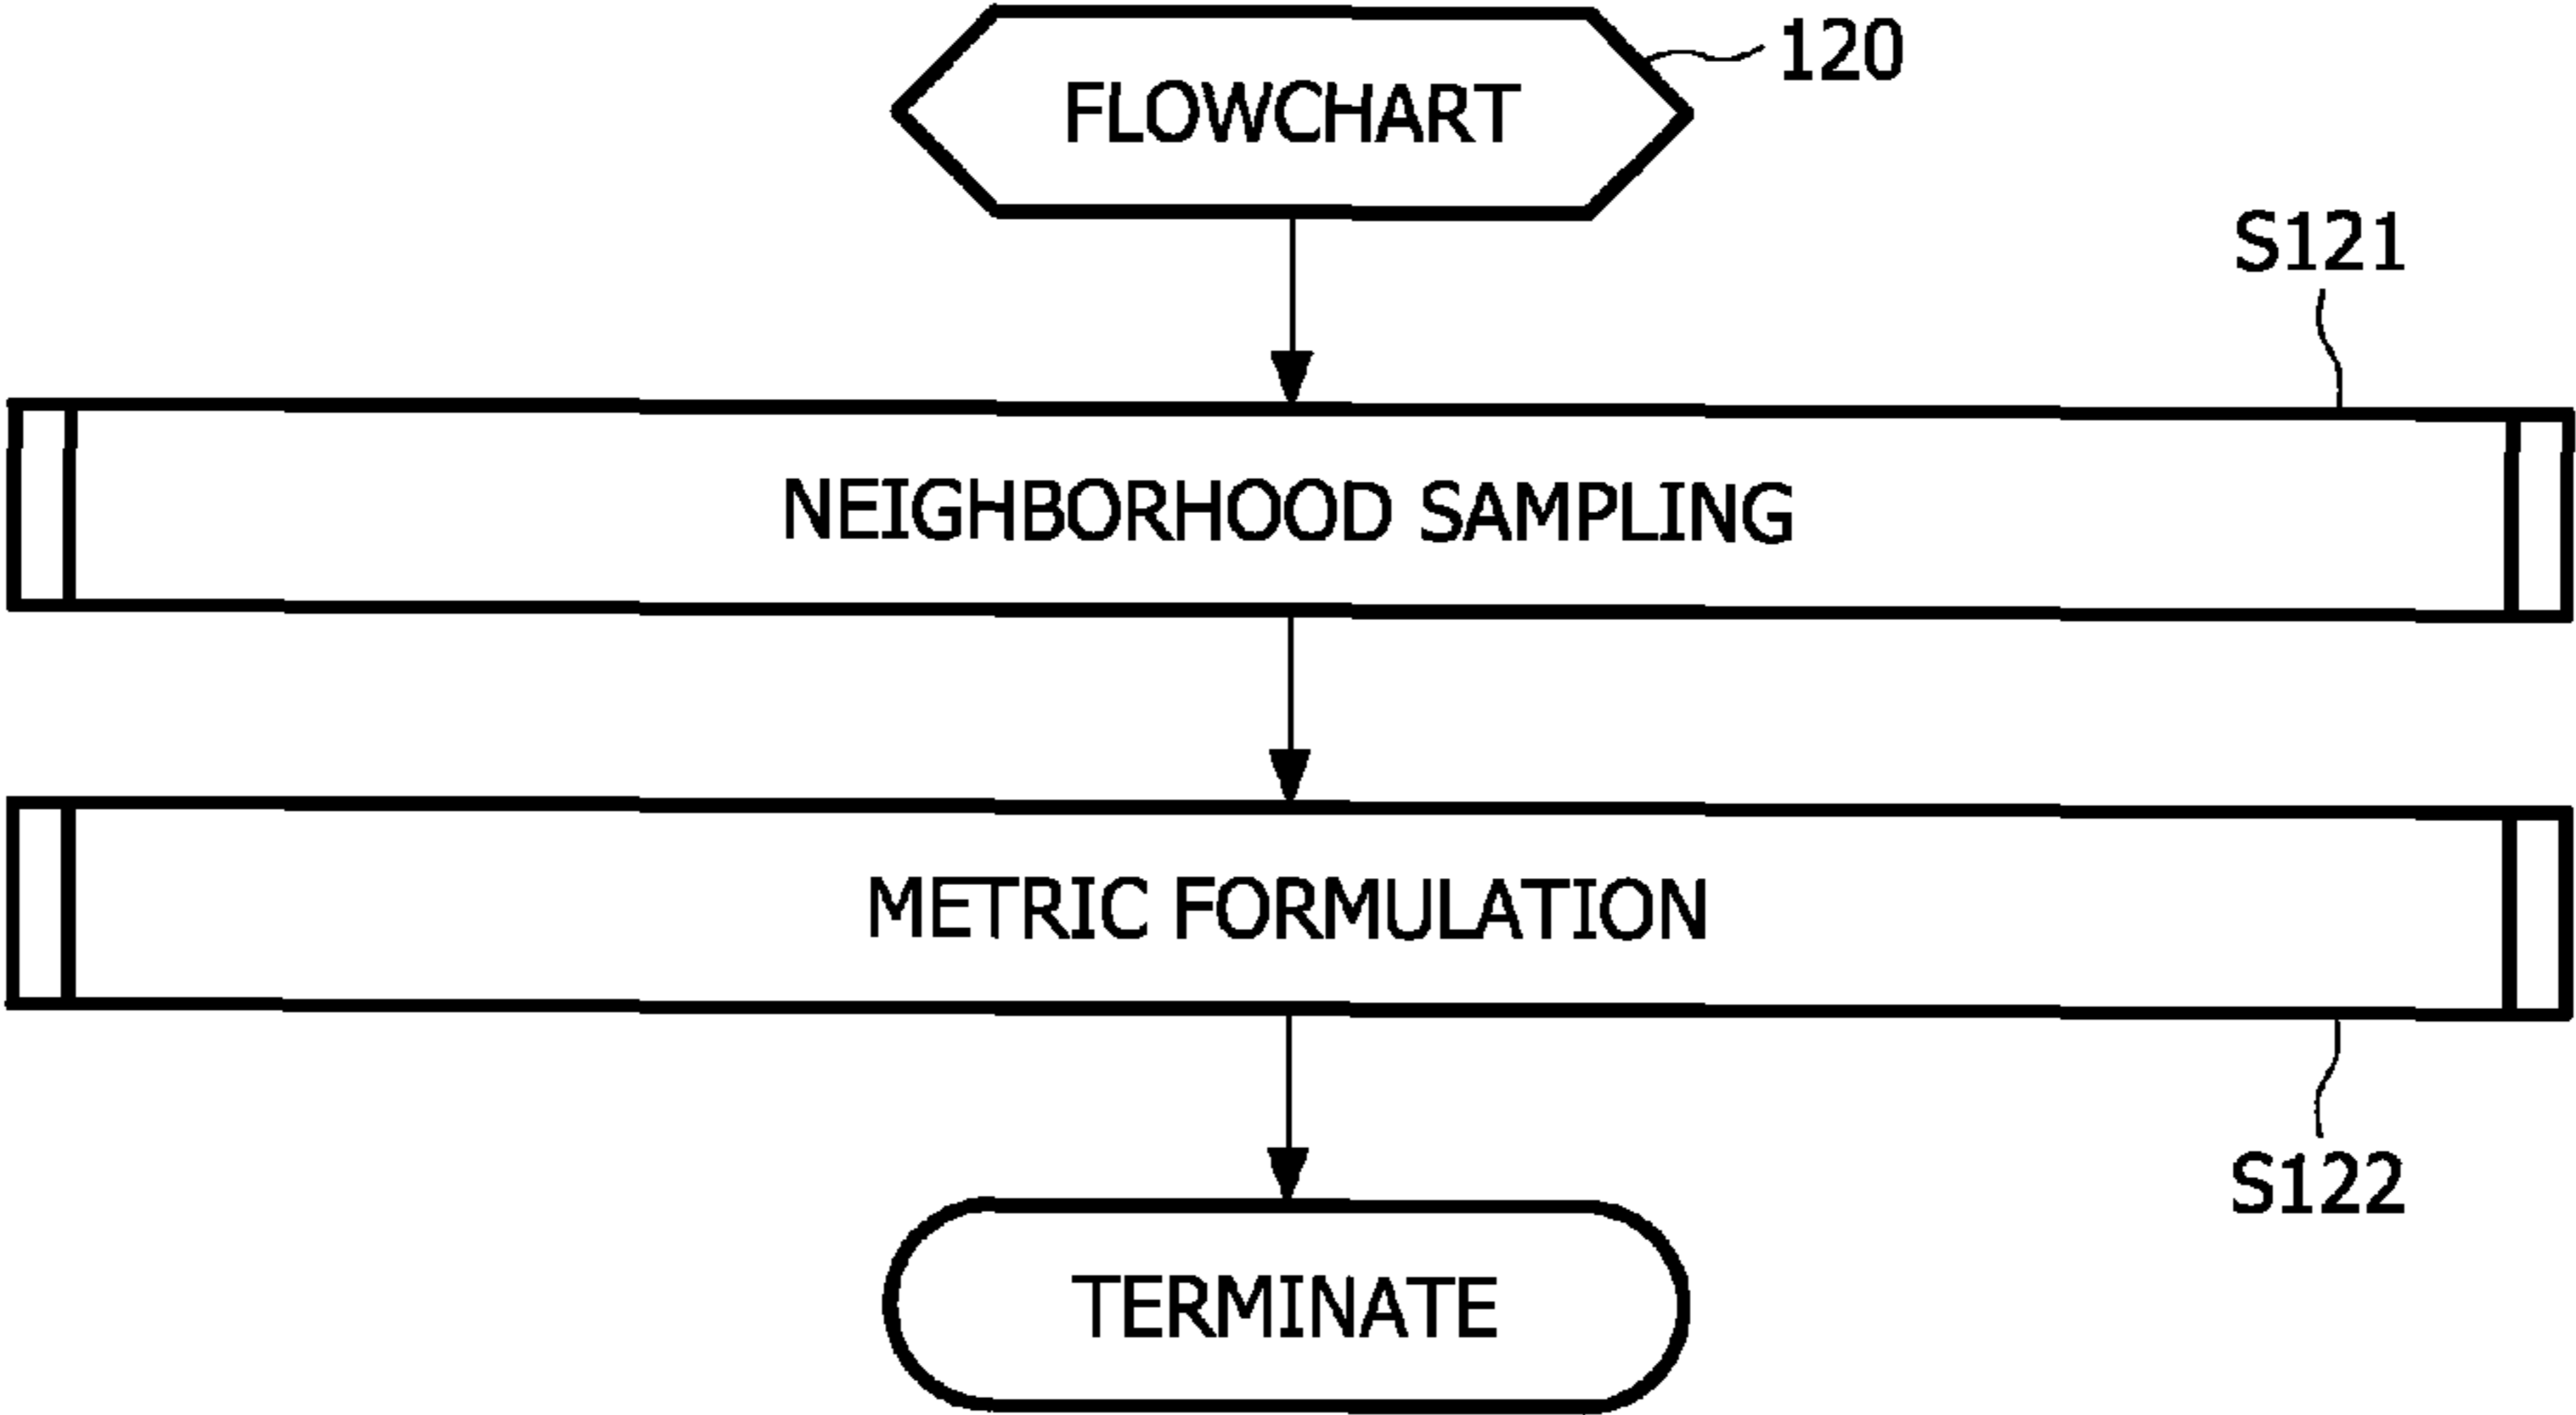 FLOWCHART
120
S121
NEIGHBORHOOD SAMPLING
METRIC FORMULATION
S122
TERMINATE